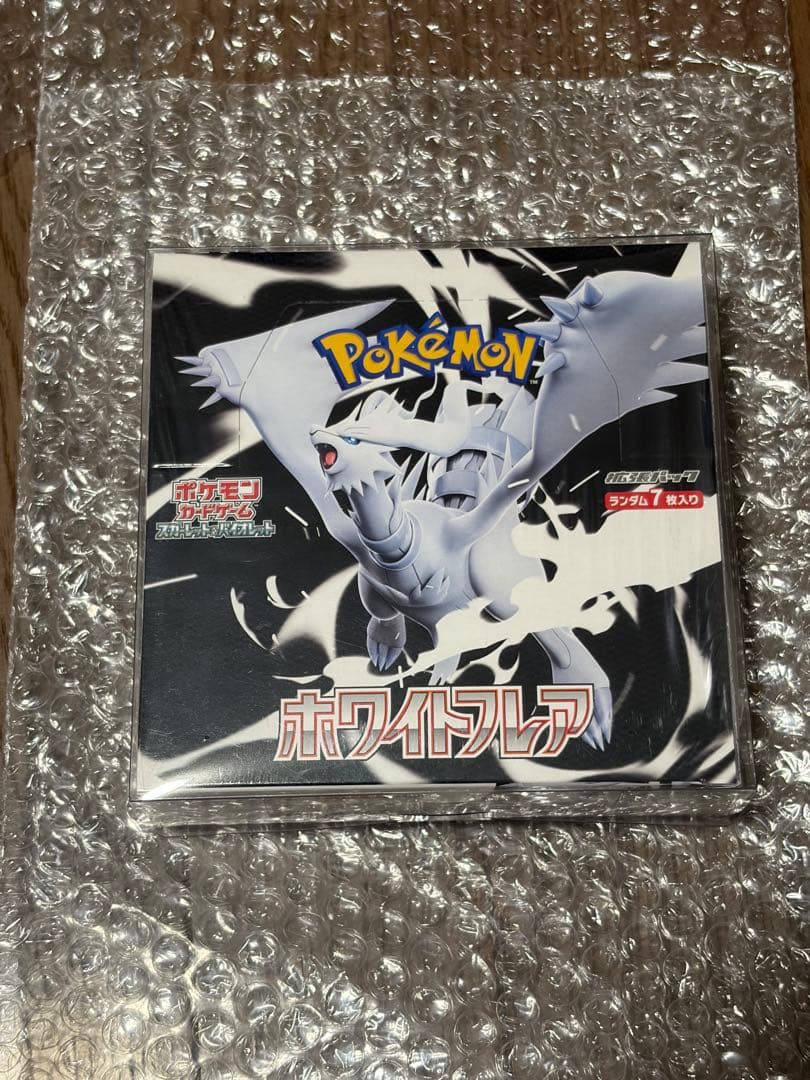 POKéMON
TM
ポケモン
カードゲーム
スカーレット&バイオレット
拡張パック
ランダム7枚入り
ホワイトフレア